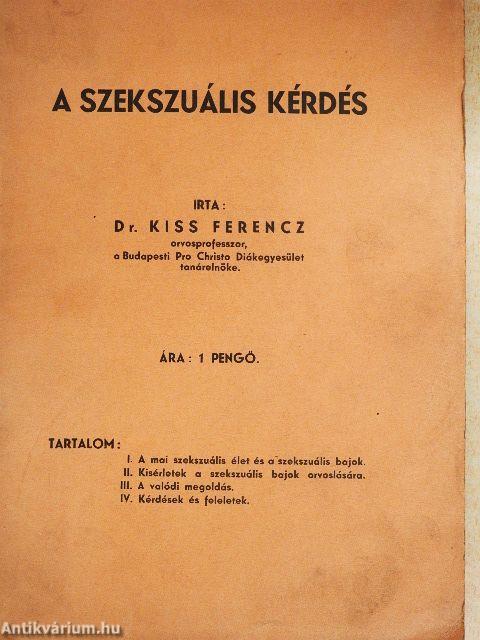 A SZEKSZUÁLIS KÉRDÉS
IRTA:
Dr. KISS FERENCZ
orvosprofesszor,
a Budapesti Pro Christo Diákegyesület
tanárelnöke.
ÁRA: 1 PENGŐ.
TARTALOM:
I. A mai szekszuális élet és a szekszuális bajok.
II. Kisérletek a szekszuális bajok orvoslására.
III. A valódi megoldás.
IV. Kérdések és feleletek.
Antikvárium.hu